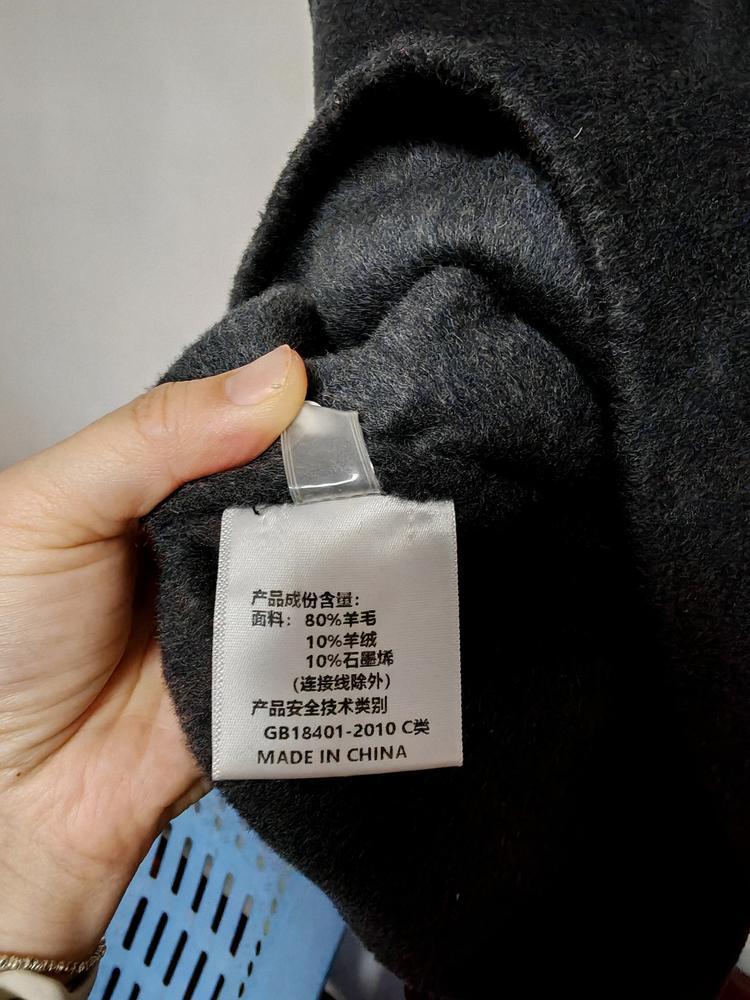 产品成份含量：
面料：80%羊毛
10%羊绒
10%石墨烯
（连接线除外）
产品安全技术类别
GB18401-2010 C类
MADE IN CHINA